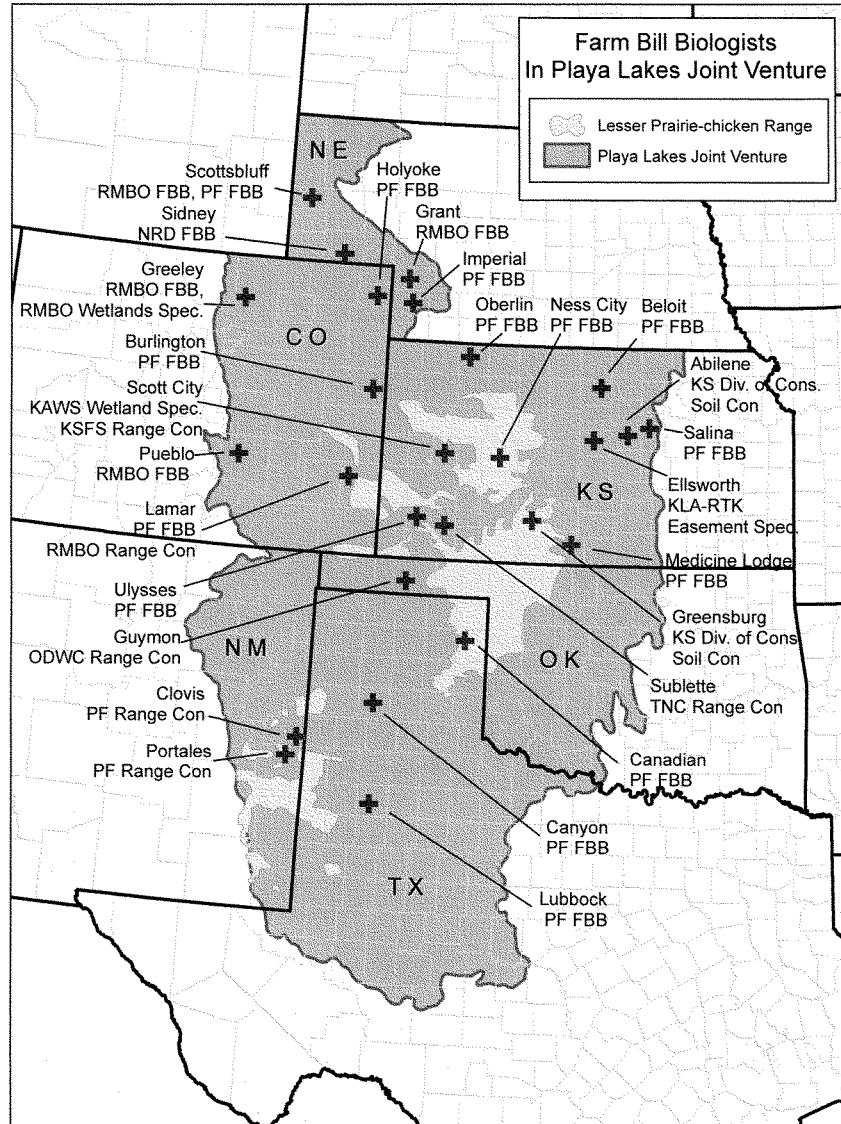 Farm Bill Biologists
In Playa Lakes Joint Venture
Lesser Prairie-chicken Range
Playa Lakes Joint Venture
NE
Scottsbluff
RMBO FBB, PF FBB
Sidney
NRD FBB
Holyoke
PF FBB
Grant
RMBO FBB
Imperial
PF FBB
Greeley
RMBO FBB,
RMBO Wetlands Spec.
CO
Oberlin
PF FBB
Ness City
PF FBB
Beloit
PF FBB
Burlington
PF FBB
Abilene
KS Div. of Cons.
Soil Con
Scott City
KAWS Wetland Spec.
KSFS Range Con
Salina
PF FBB
Pueblo
RMBO FBB
KS
Ellsworth
KLA-RTK
Easement Spec.
Lamar
PF FBB
RMBO Range Con
Medicine Lodge
PF FBB
Ulysses
PF FBB
Greensburg
KS Div. of Cons
Soil Con
Guymon
ODWC Range Con
NM
OK
Sublette
TNC Range Con
Clovis
PF Range Con
Portales
PF Range Con
Canadian
PF FBB
Canyon
PF FBB
TX
Lubbock
PF FBB